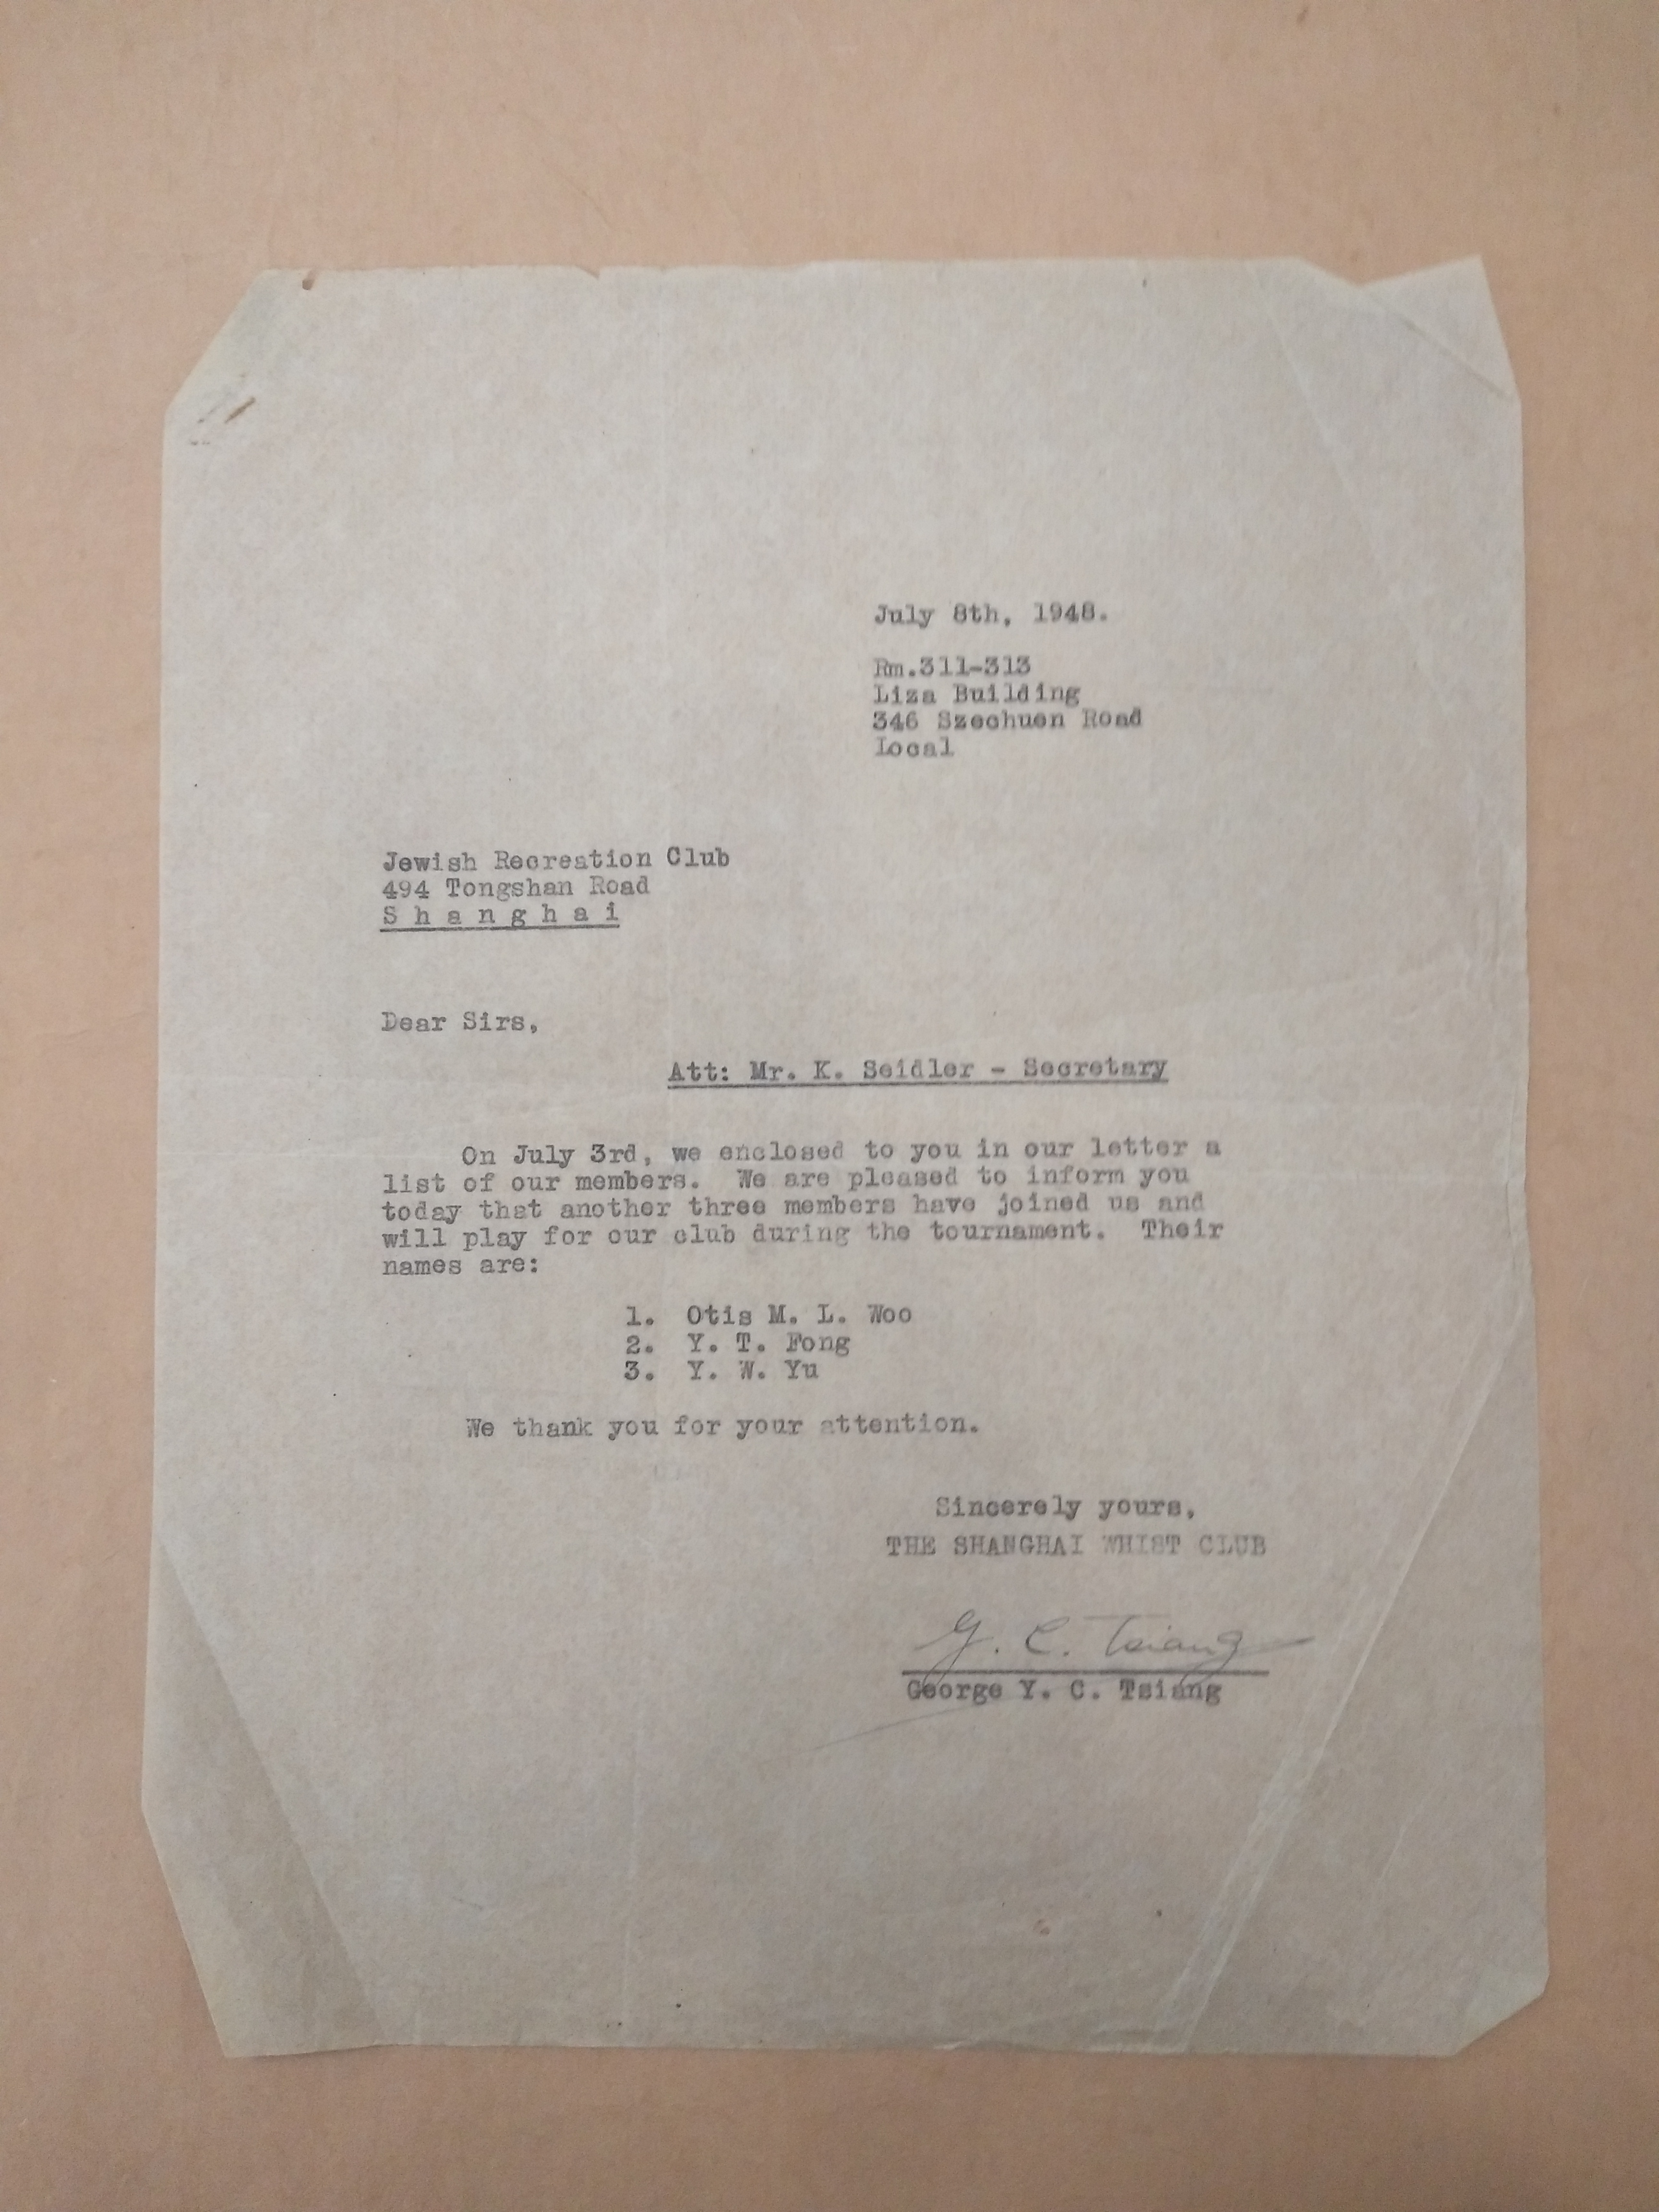 July 8th, 1948.
Rm.311-313
Liza Building
346 Szechuen Road
Local
Jewish Recreation Club
494 Tongshan Road
S h a n g h a i
Dear Sirs,
Att: Mr. K. Seidler - Secretary
On July 3rd, we enclosed to you in our letter a
list of our members. We are pleased to inform you
today that another three members have joined us and
will play for our club during the tournament. Their
names are:
1. Otis M. L. Woo
2. Y. T. Fong
3. Y. W. Yu
We thank you for your attention.
Sincerely yours,
THE SHANGHAI WHIST CLUB
Y. C. Tsiang
George Y. C. Tsiang